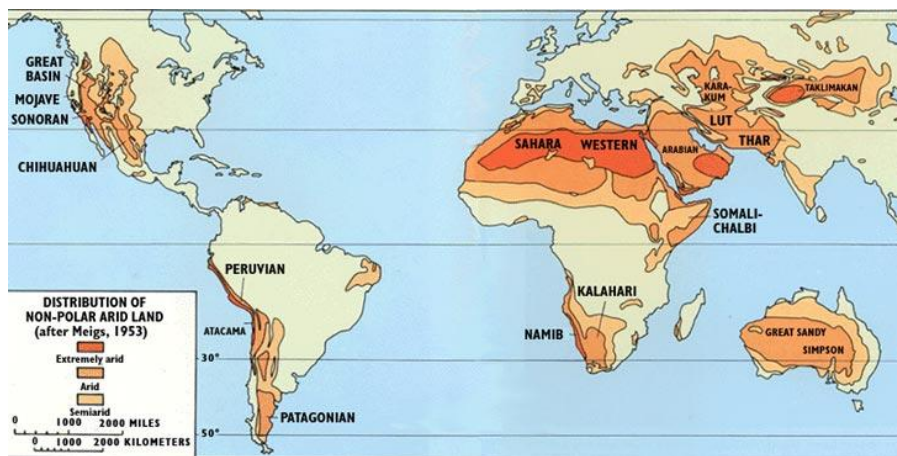 GREAT
BASIN
MOJAVE
SONORAN
CHIHUAHUAN
KARA
KUM
TAKLIMAKAN
LUT
THAR
SAHARA
WESTERN
ARABIAN
SOMALI-
CHALBI
PERUVIAN
KALAHARI
ATACAMA
NAMIB
GREAT SANDY
SIMPSON
PATAGONIAN
30°
50°
DISTRIBUTION OF
NON-POLAR ARID LAND
(after Meigs, 1953)
Extremely arid
Arid
Semiarid
0 1000 2000 MILES
0 1000 2000 KILOMETERS